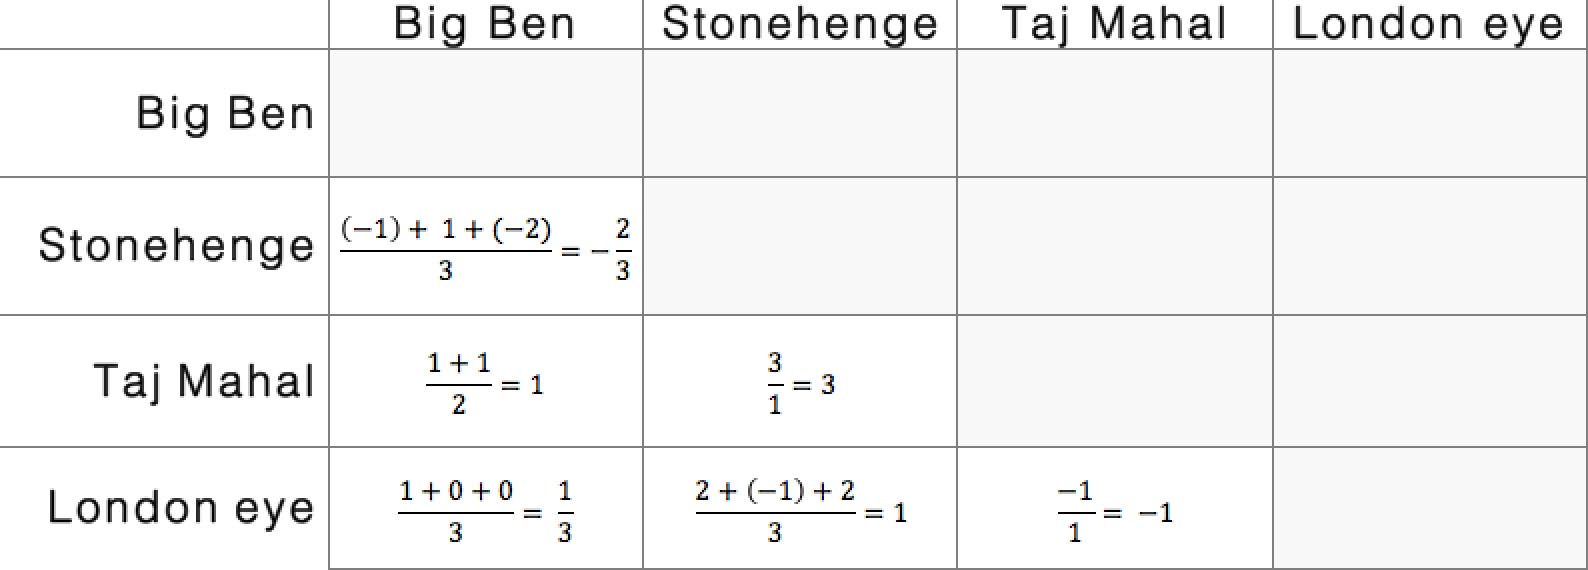 Big Ben Stonehenge Taj Mahal London eye
Big Ben
Stonehenge (−1) + 1 + (−2) / 3 = − 2/3
Taj Mahal 1 + 1 / 2 = 1 3/1 = 3
London eye 1 + 0 + 0 / 3 = 1/3 2 + (−1) + 2 / 3 = 1 −1/1 = −1